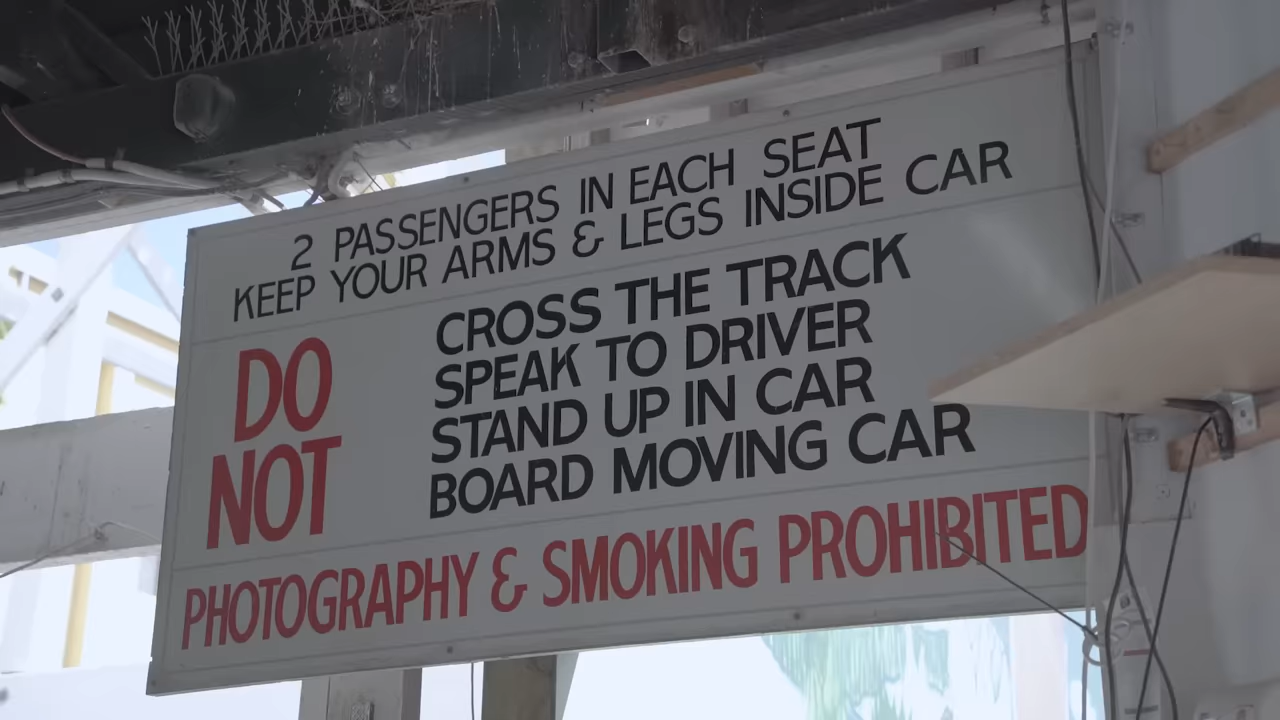 2 PASSENGERS IN EACH SEAT
KEEP YOUR ARMS & LEGS INSIDE CAR
DO NOT
CROSS THE TRACK
SPEAK TO DRIVER
STAND UP IN CAR
BOARD MOVING CAR
PHOTOGRAPHY & SMOKING PROHIBITED